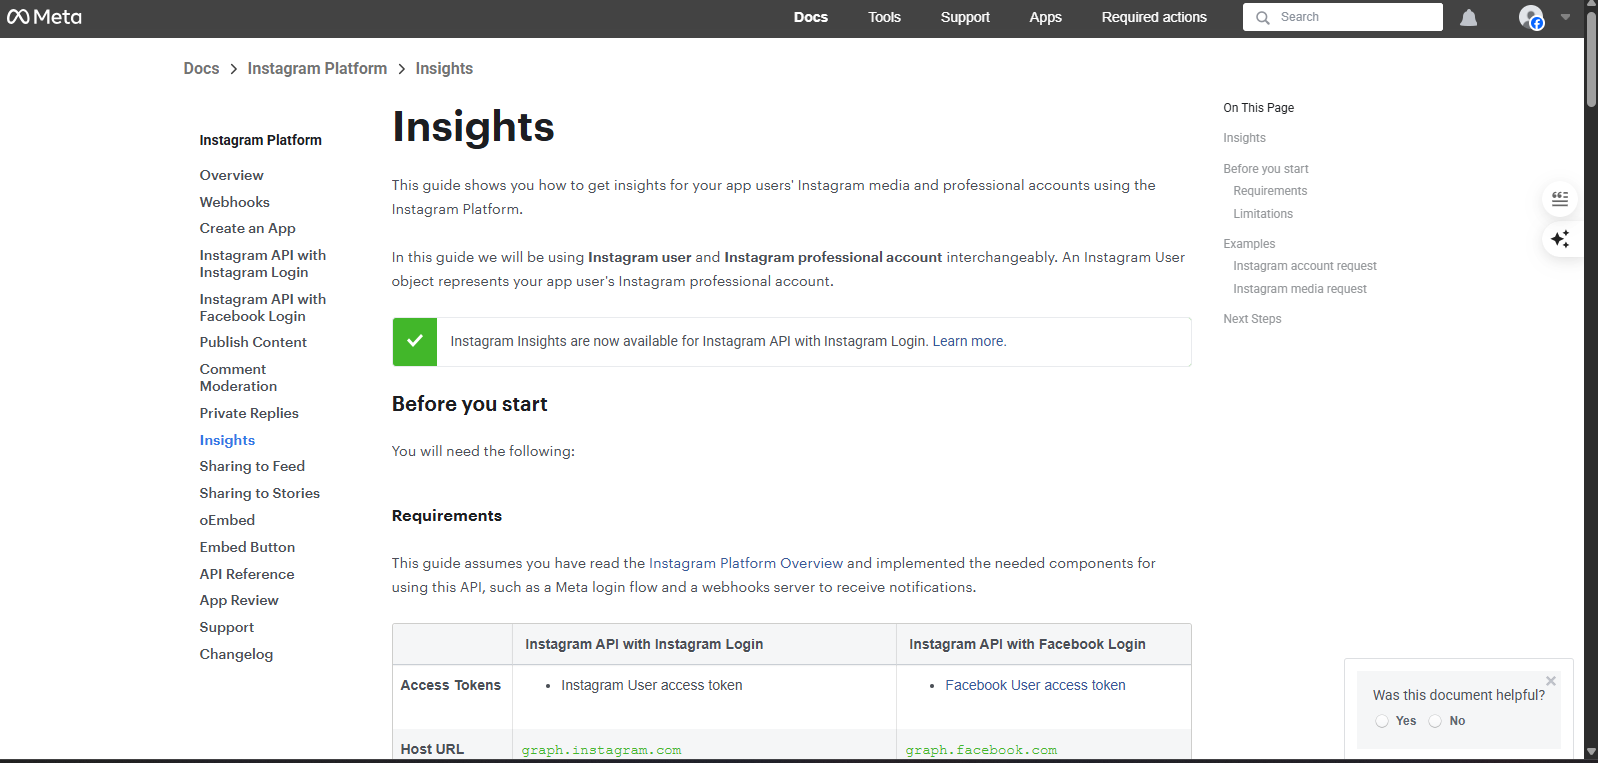 Meta
Docs
Tools
Support
Apps
Required actions
Search
Docs > Instagram Platform > Insights
Instagram Platform
Overview
Webhooks
Create an App
Instagram API with
Instagram Login
Instagram API with
Facebook Login
Publish Content
Comment
Moderation
Private Replies
Insights
Sharing to Feed
Sharing to Stories
oEmbed
Embed Button
API Reference
App Review
Support
Changelog
Insights
This guide shows you how to get insights for your app users' Instagram media and professional accounts using the
Instagram Platform.
In this guide we will be using Instagram user and Instagram professional account interchangeably. An Instagram User
object represents your app user's Instagram professional account.
Instagram Insights are now available for Instagram API with Instagram Login. Learn more.
Before you start
You will need the following:
Requirements
This guide assumes you have read the Instagram Platform Overview and implemented the needed components for
using this API, such as a Meta login flow and a webhooks server to receive notifications.
Instagram API with Instagram Login
Instagram API with Facebook Login
Access Tokens
• Instagram User access token
• Facebook User access token
Host URL
graph.instagram.com
graph.facebook.com
On This Page
Insights
Before you start
Requirements
Limitations
Examples
Instagram account request
Instagram media request
Next Steps
Was this document helpful?
Yes
No